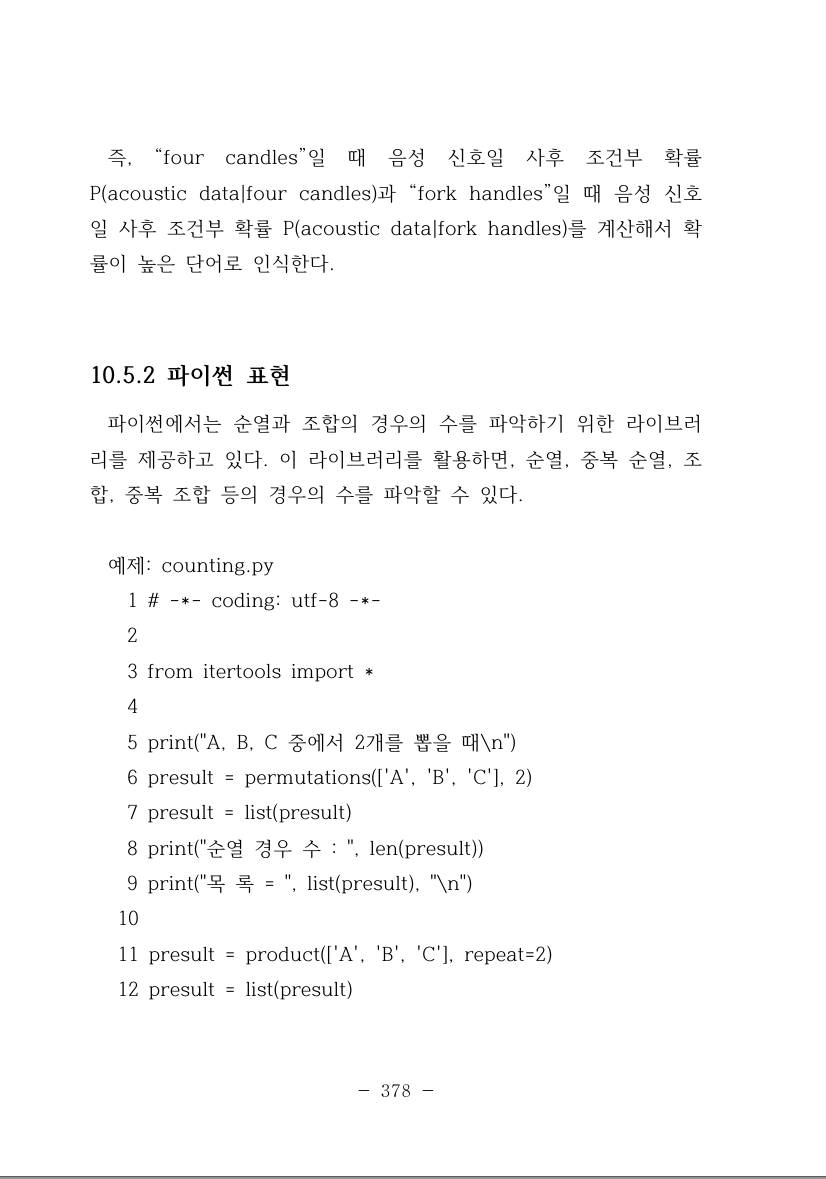 즉, “four candles”일 때 음성 신호일 사후 조건부 확률
P(acoustic data|four candles)과 “fork handles”일 때 음성 신호
일 사후 조건부 확률 P(acoustic data|fork handles)를 계산해서 확
률이 높은 단어로 인식한다.
10.5.2 파이썬 표현
파이썬에서는 순열과 조합의 경우의 수를 파악하기 위한 라이브러
리를 제공하고 있다. 이 라이브러리를 활용하면, 순열, 중복 순열, 조
합, 중복 조합 등의 경우의 수를 파악할 수 있다.
예제: counting.py
1 # -*- coding: utf-8 -*-
2
3 from itertools import *
4
5 print("A, B, C 중에서 2개를 뽑을 때\n")
6 presult = permutations(['A', 'B', 'C'], 2)
7 presult = list(presult)
8 print("순열 경우 수 : ", len(presult))
9 print("목 록 = ", list(presult), "\n")
10
11 presult = product(['A', 'B', 'C'], repeat=2)
12 presult = list(presult)
- 378 -